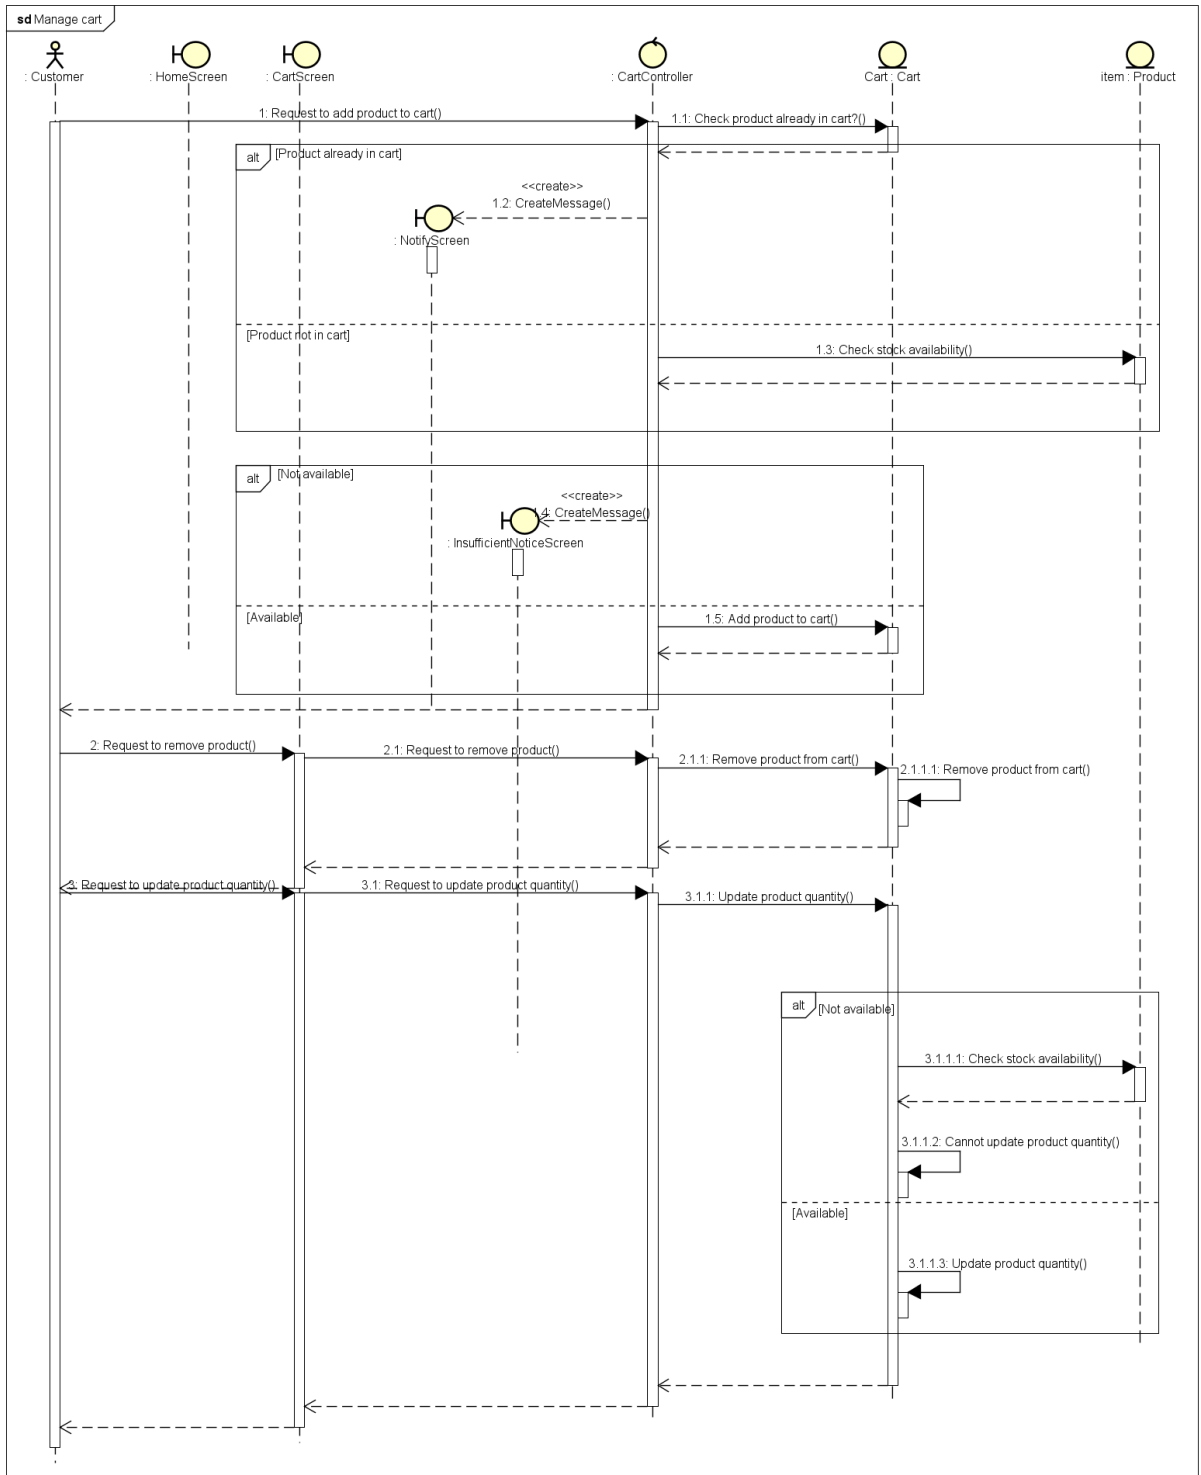 sd Manage cart
: Customer
: HomeScreen
: CartScreen
: CartController
Cart : Cart
item : Product
1: Request to add product to cart()
1.1: Check product already in cart?()
alt
[Product already in cart]
<<create>>
1.2: CreateMessage()
: NotifyScreen
[Product not in cart]
1.3: Check stock availability()
alt
[Not available]
<<create>>
1.4: CreateMessage()
: InsufficientNoticeScreen
[Available]
1.5: Add product to cart()
2: Request to remove product()
2.1: Request to remove product()
2.1.1: Remove product from cart()
2.1.1.1: Remove product from cart()
3: Request to update product quantity()
3.1: Request to update product quantity()
3.1.1: Update product quantity()
alt
[Not available]
3.1.1.1: Check stock availability()
3.1.1.2: Cannot update product quantity()
[Available]
3.1.1.3: Update product quantity()